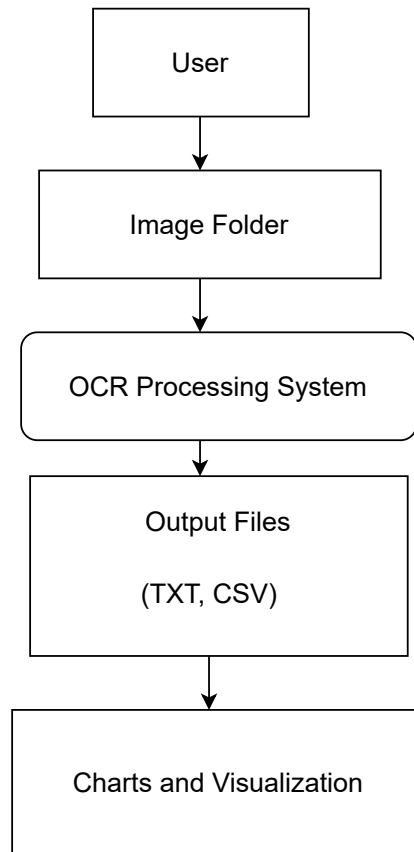 User
Image Folder
OCR Processing System
Output Files
(TXT, CSV)
Charts and Visualization